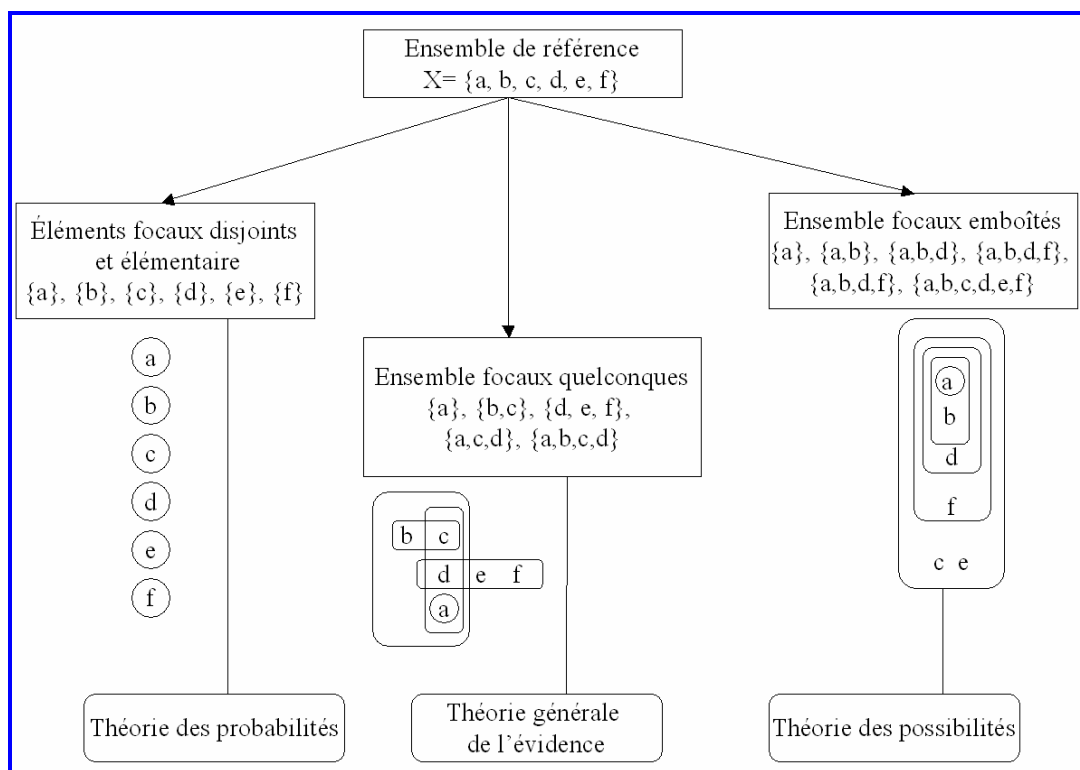 Ensemble de référence
X= {a, b, c, d, e, f}
Éléments focaux disjoints
et élémentaire
{a}, {b}, {c}, {d}, {e}, {f}
a
b
c
d
e
f
Théorie des probabilités
Ensemble focaux quelconques
{a}, {b,c}, {d, e, f},
{a,c,d}, {a,b,c,d}
b c
d e f
a
Théorie générale
de l’évidence
Ensemble focaux emboîtés
{a}, {a,b}, {a,b,d}, {a,b,d,f},
{a,b,d,f}, {a,b,c,d,e,f}
a
b
d
f
c e
Théorie des possibilités